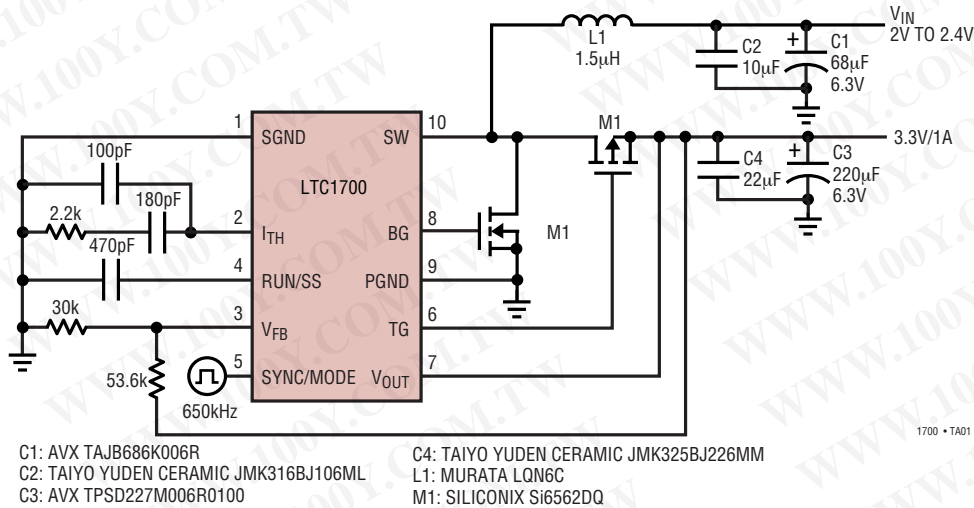 VIN
2V TO 2.4V
L1
1.5µH
C2
10µF
+
C1
68µF
6.3V
1
SGND
SW
10
M1
3.3V/1A
100pF
LTC1700
C4
22µF
+
C3
220µF
6.3V
180pF
2.2k
2
ITH
BG
8
M1
470pF
4
RUN/SS
PGND
9
30k
3
VFB
TG
6
53.6k
5
SYNC/MODE
VOUT
7
650kHz
1700 • TA01
C1: AVX TAJB686K006R
C2: TAIYO YUDEN CERAMIC JMK316BJ106ML
C3: AVX TPSD227M006R0100
C4: TAIYO YUDEN CERAMIC JMK325BJ226MM
L1: MURATA LQN6C
M1: SILICONIX Si6562DQ
WWW.100Y.COM.TW